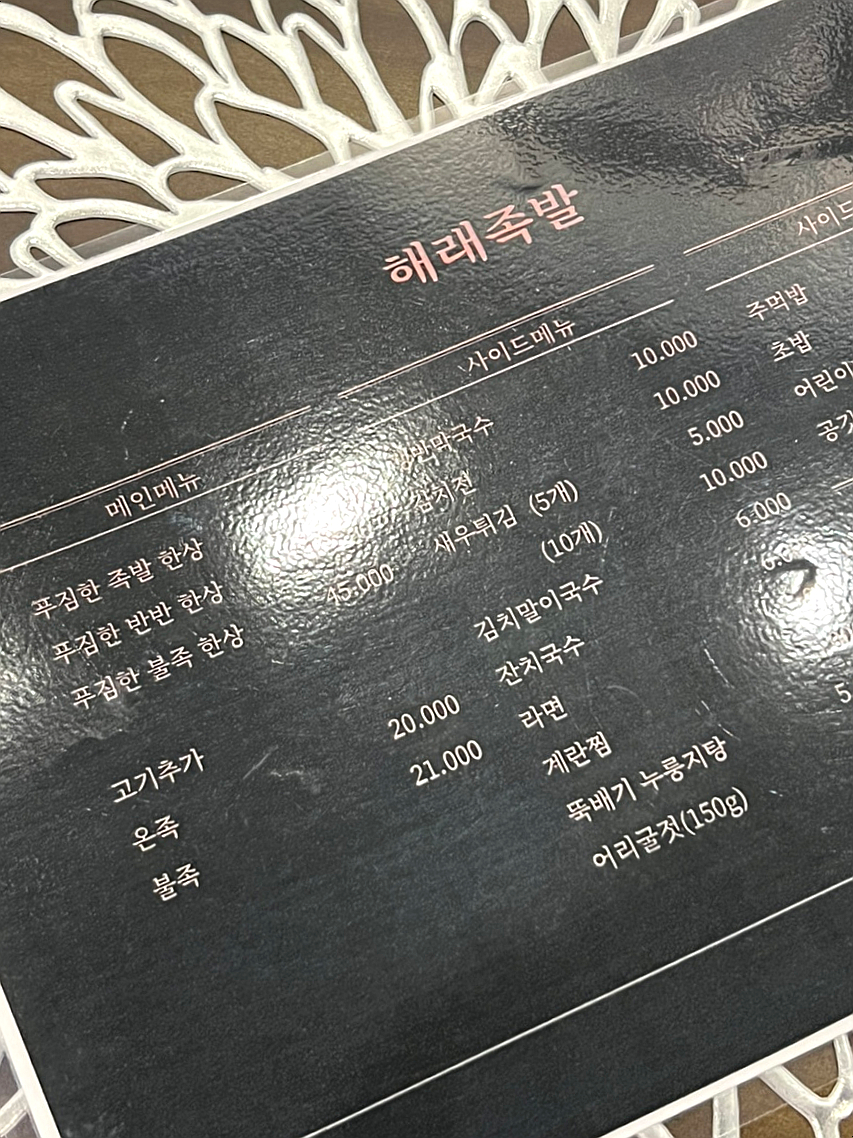 해래족발
메인메뉴
푸짐한 족발 한상
푸짐한 반반 한상
푸짐한 불족 한상 45.000
고기추가
온족 20.000
불족 21.000
사이드메뉴
반막국수 10.000
김치전 10.000
새우튀김 (5개) 5.000
(10개) 10.000
김치말이국수 6.000
잔치국수
라면
계란찜
뚝배기 누룽지탕
어리굴젓(150g)
주먹밥
초밥